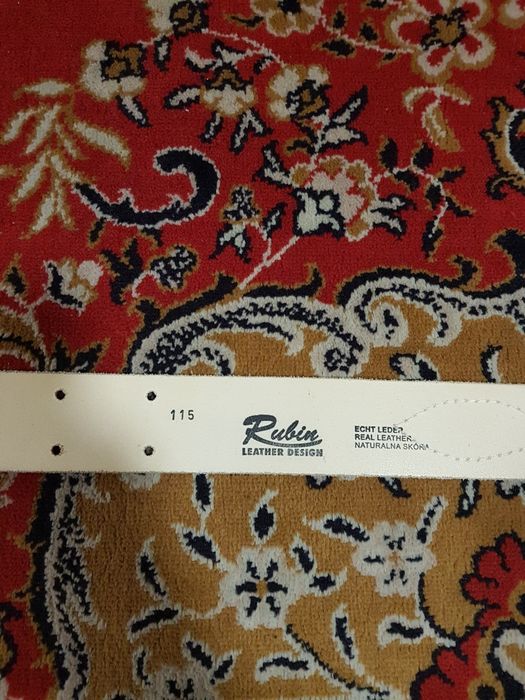 115
Rubin
LEATHER DESIGN
ECHT LEDER
REAL LEATHER
NATURALNA SKÓRA